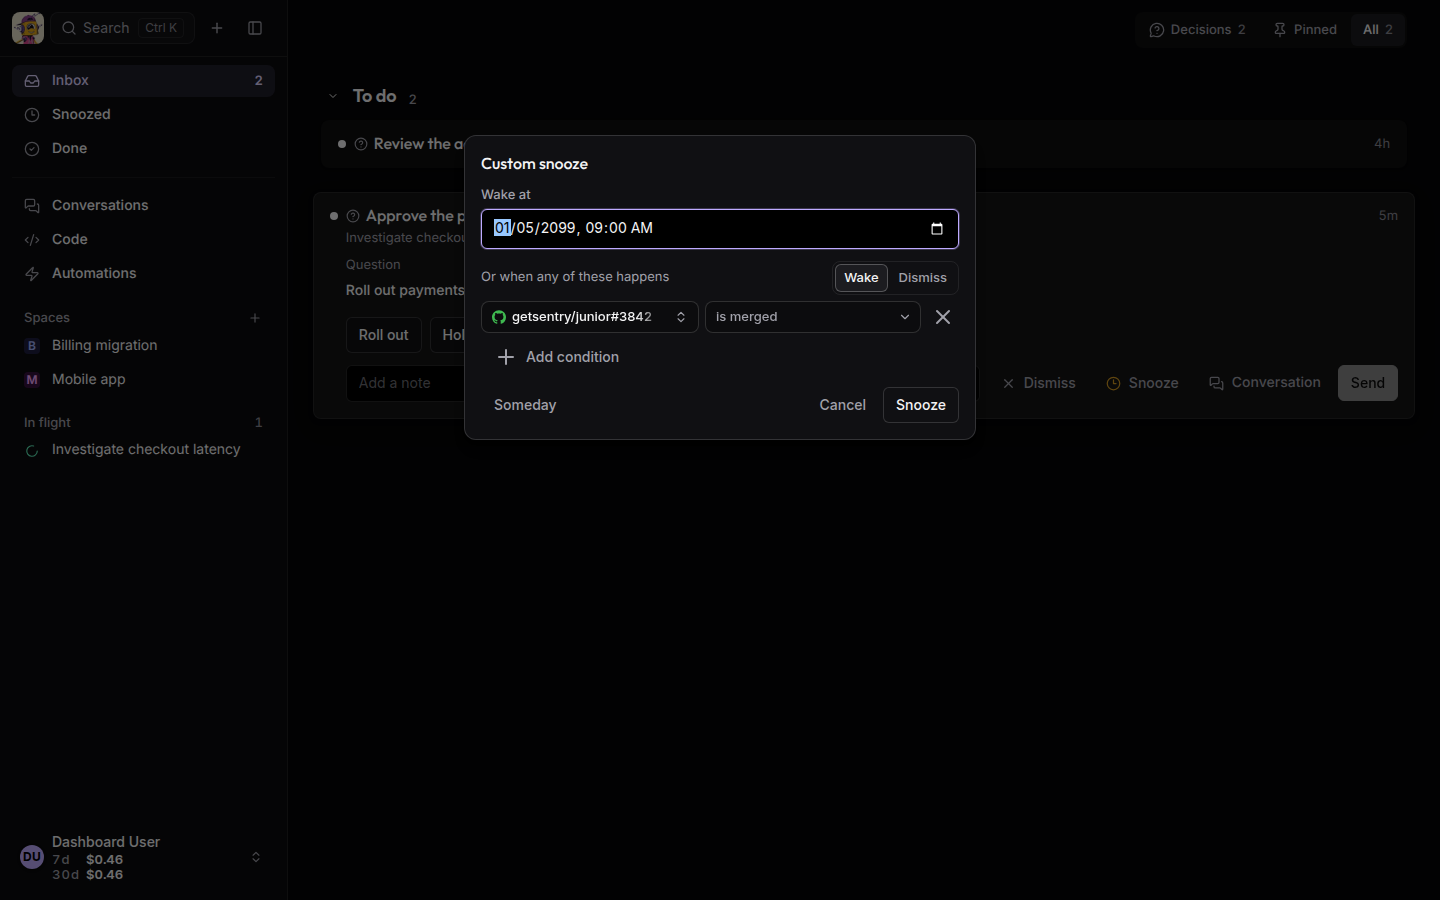 Search Ctrl K
Inbox 2
Snoozed
Done
Conversations
Code
Automations
Spaces
B Billing migration
M Mobile app
In flight 1
Investigate checkout latency
DU Dashboard User
7d $0.46
30d $0.46
Decisions 2 Pinned All 2
To do 2
Review the 4h
Approve the 5m
Investigate
Question
Roll out payments
Roll out
Add a note Dismiss Snooze Conversation Send
Custom snooze
Wake at
01/05/2099, 09:00 AM
Or when any of these happens Wake Dismiss
getsentry/junior#3842 is merged
Add condition
Someday Cancel Snooze